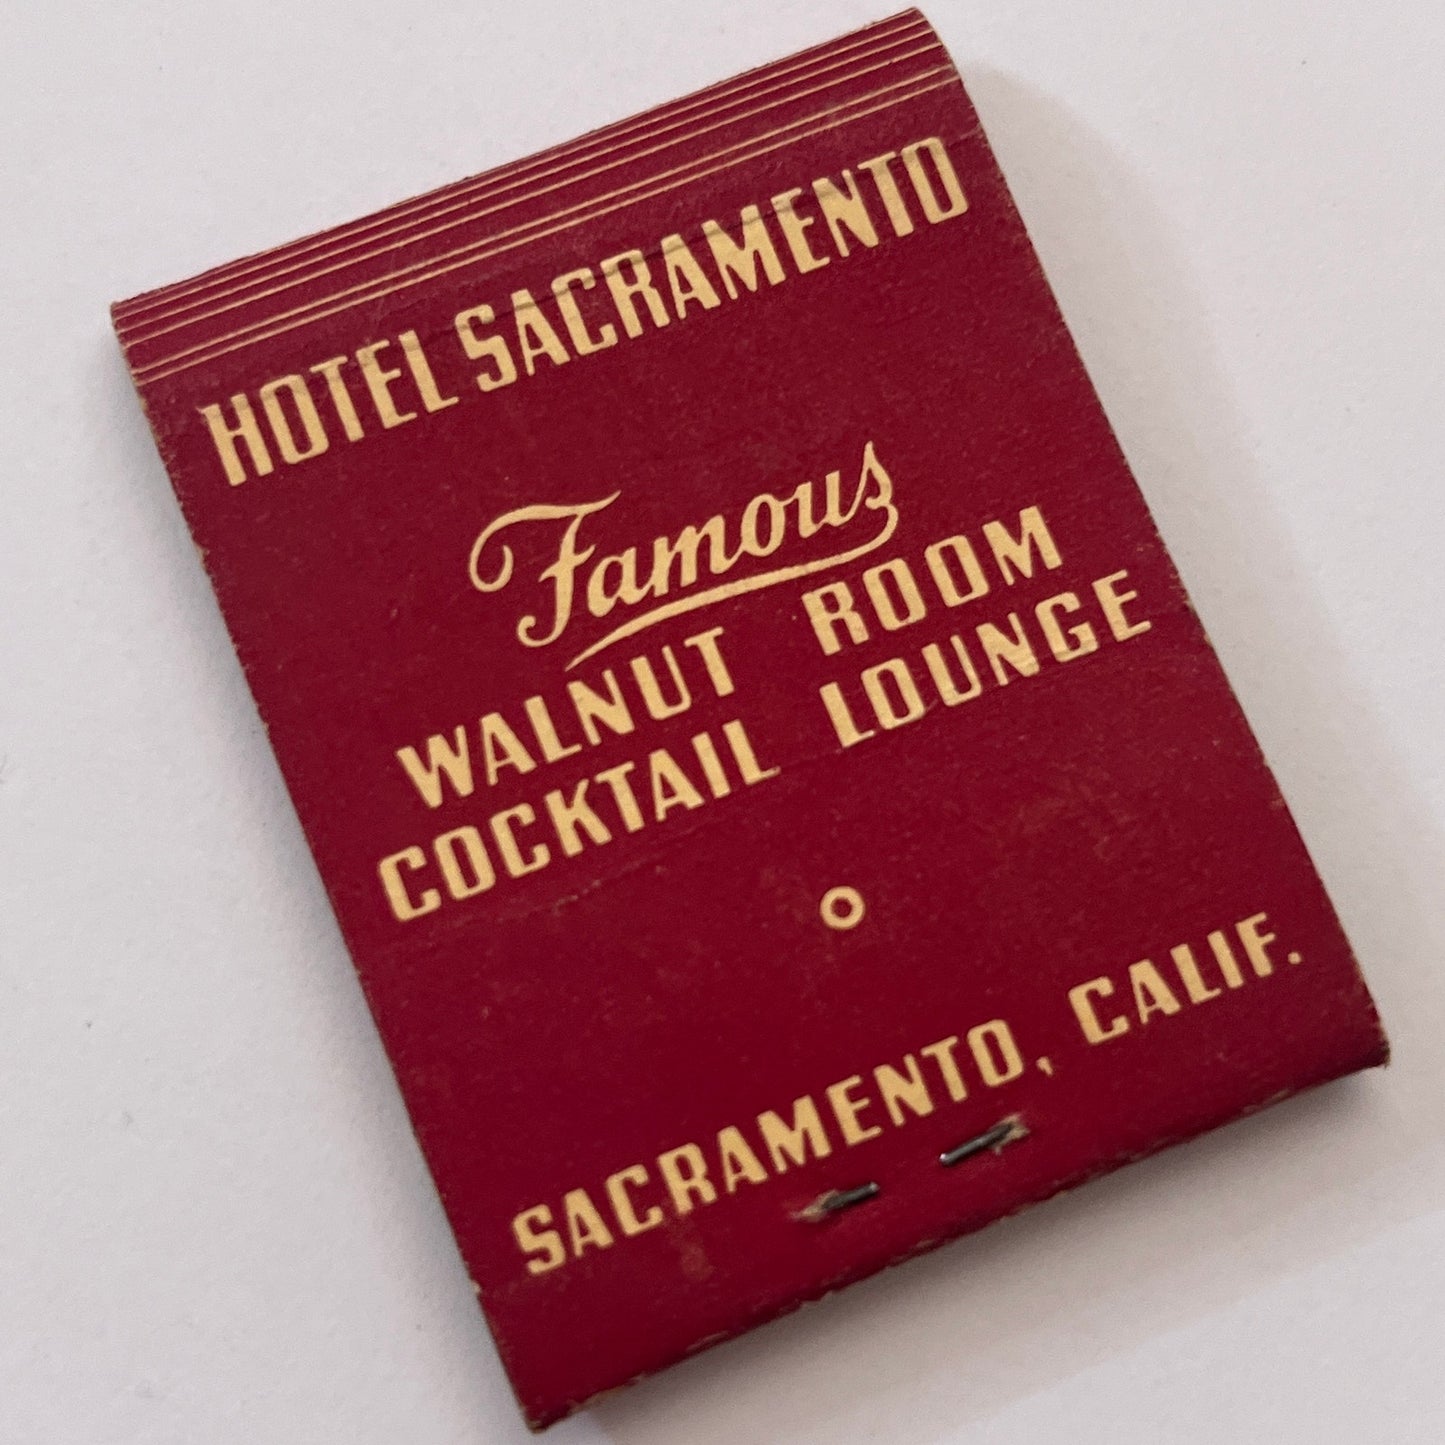 HOTEL SACRAMENTO
Famous
WALNUT ROOM
COCKTAIL LOUNGE
SACRAMENTO, CALIF.